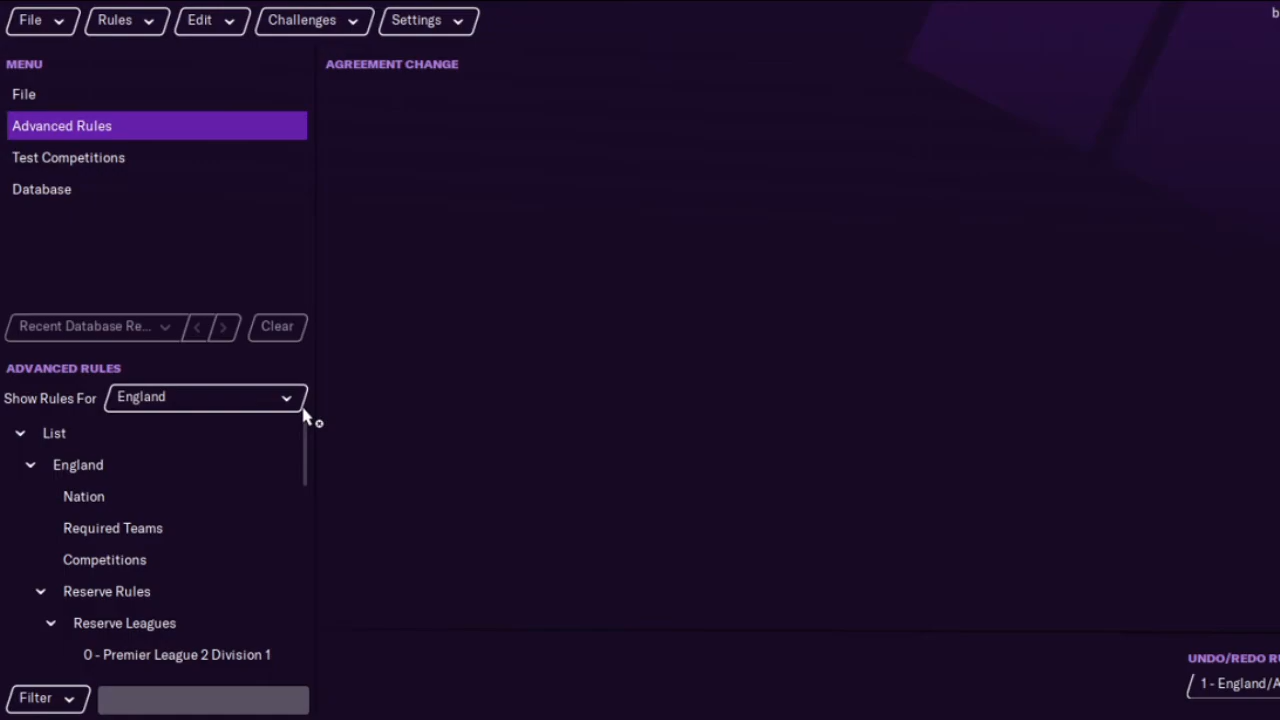 File
Rules
Edit
Challenges
Settings
b
MENU
AGREEMENT CHANGE
File
Advanced Rules
Test Competitions
Database
Recent Database Re...
Clear
ADVANCED RULES
Show Rules For
England
List
England
Nation
Required Teams
Competitions
Reserve Rules
Reserve Leagues
0 - Premier League 2 Division 1
UNDO/REDO RU
1 - England/A
Filter